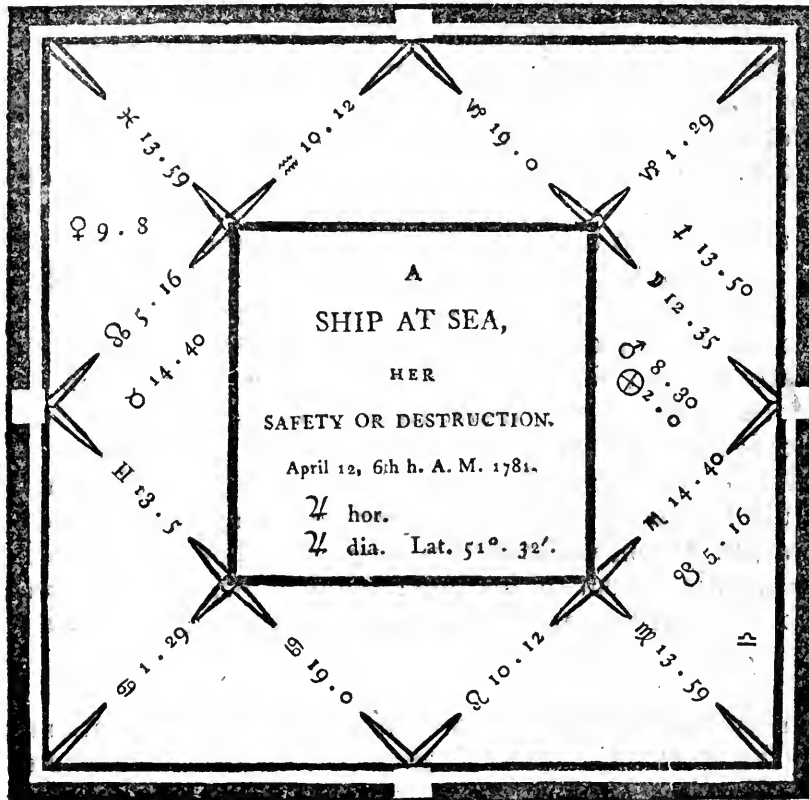 ♓ 13.59
♒ 10.12
♑ 19.0
♑ 1.29
♀ 9.8
♐ 13.50
☊ 5.16
☽ 12.35
♉ 14.40
♂ 8.30
⊗ 2.0
A
SHIP AT SEA,
HER
SAFETY OR DESTRUCTION.
April 12, 6th h. A. M. 1781.
♃ hor.
♃ dia. Lat. 51°. 32′.
♊ 13.5
♏ 14.40
☋ 5.16
♎
♋ 1.29
♋ 19.0
♌ 10.12
♍ 13.59